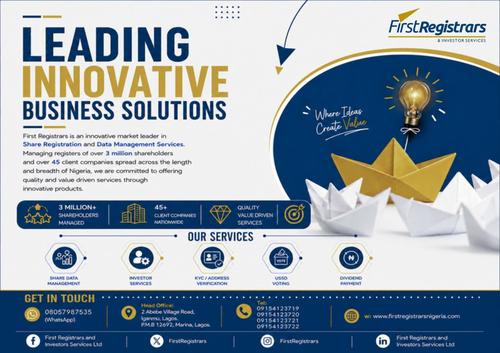 LEADING
INNOVATIVE
BUSINESS SOLUTIONS
FirstRegistrars
& INVESTOR SERVICES
Where Ideas
Create Value
First Registrars is an innovative market leader in
Share Registration and Data Management Services.
Managing registers of over 3 million shareholders
and over 45 client companies spread across the length
and breadth of Nigeria, we are committed to offering
quality and value driven services through
innovative products.
3 MILLION+
SHAREHOLDERS
MANAGED
45+
CLIENT COMPANIES
NATIONWIDE
QUALITY
VALUE DRIVEN
SERVICES
OUR SERVICES
SHARE DATA
MANAGEMENT
INVESTOR
SERVICES
KYC / ADDRESS
VERIFICATION
USSD
VOTING
DIVIDEND
PAYMENT
GET IN TOUCH
08057987535
(WhatsApp)
Head Office:
2 Abebe Village Road,
Iganmu, Lagos.
P.M.B 12692, Marina, Lagos.
Tel:
09154123719
09154123720
09154123721
09154123722
w: www.firstregistrarsnigeria.com
First Registrars and
Investors Services Ltd
FirstRegistrars
FirstRegistrars
First Registrars and
Investors Services Ltd